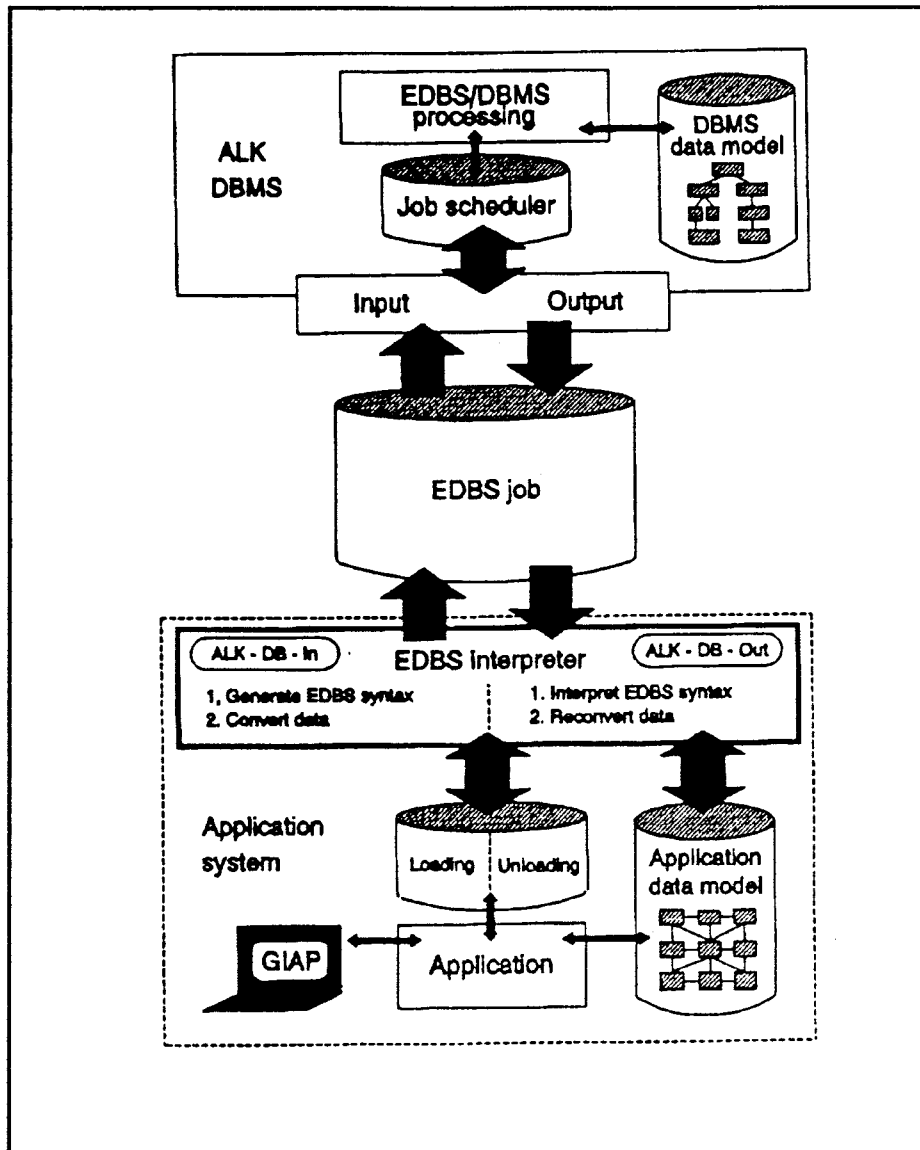 EDBS/DBMS
processing
DBMS
data model
ALK
DBMS
Job scheduler
Input
Output
EDBS job
ALK - DB - In
EDBS interpreter
ALK - DB - Out
1, Generate EDBS syntax
2. Convert data
1. Interpret EDBS syntax
2. Reconvert data
Application
system
Loading
Unloading
Application
data model
GIAP
Application